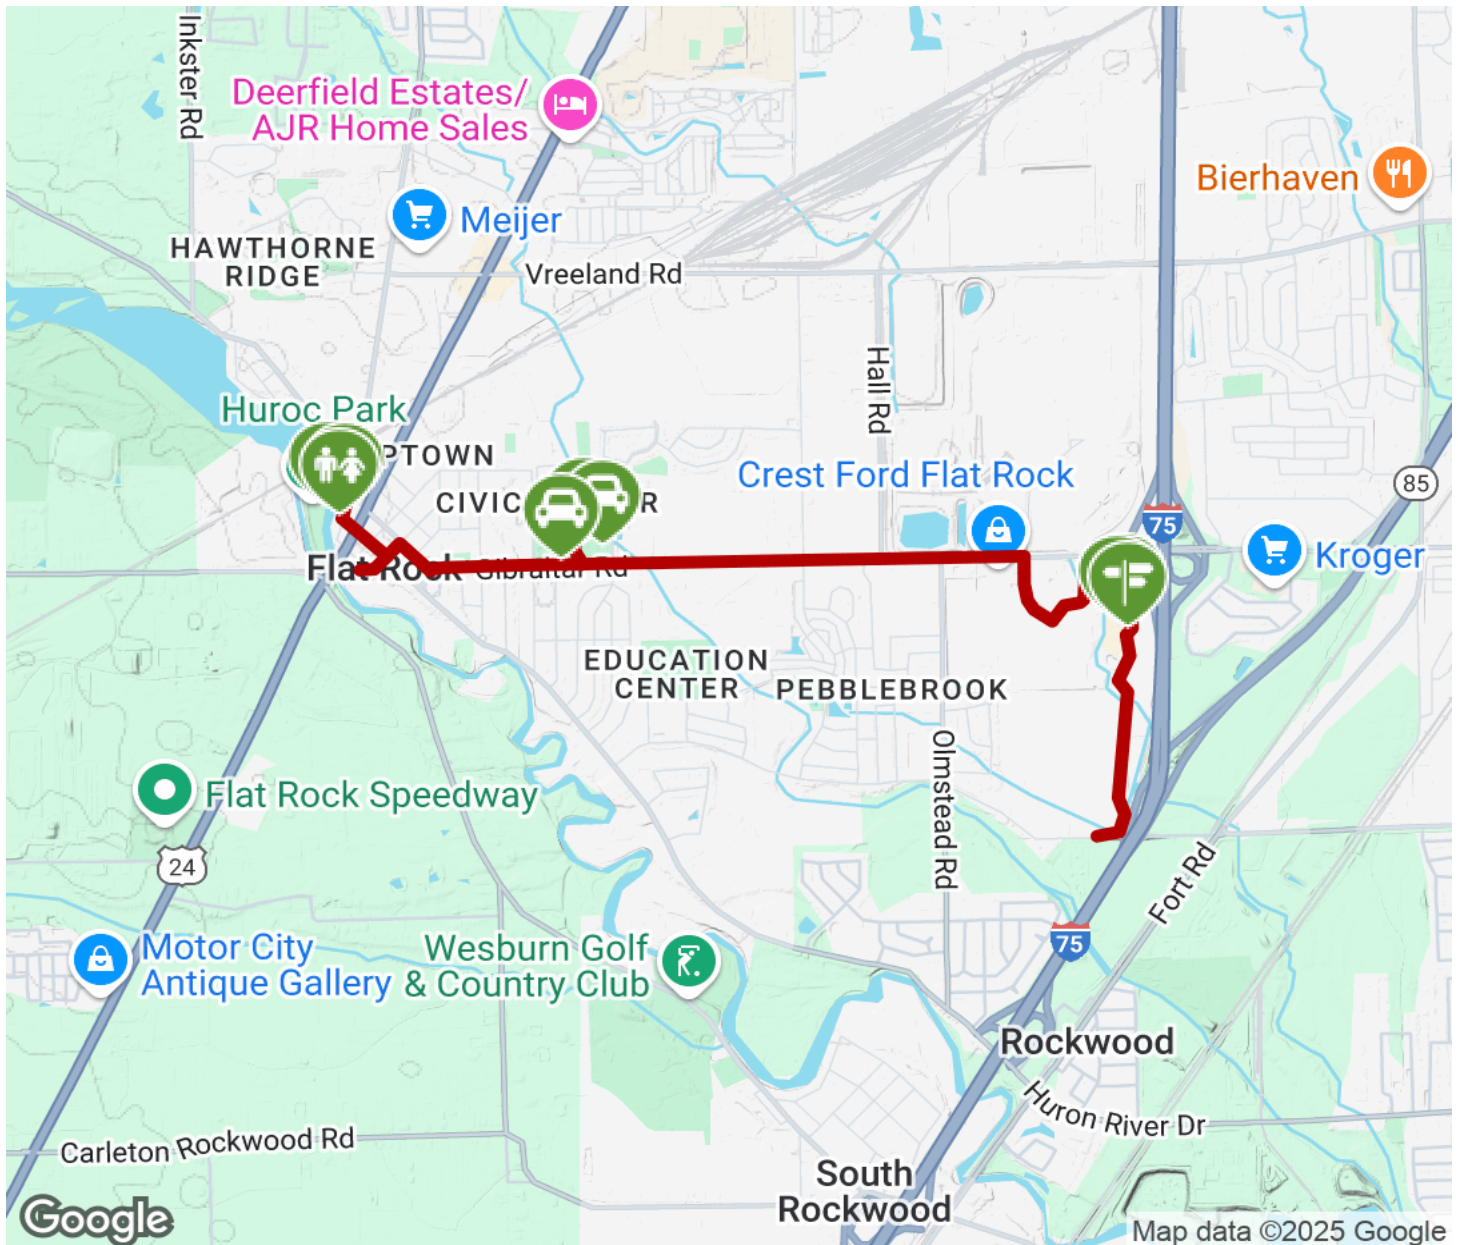 Inkster Rd
Deerfield Estates/
AJR Home Sales
Bierhaven
Meijer
HAWTHORNE
RIDGE
Vreeland Rd
Hall Rd
Huroc Park
PTOWN
CIVIC
R
Crest Ford Flat Rock
85
75
Kroger
Flat Rock
Gibraltar Rd
EDUCATION
CENTER
PEBBLEBROOK
Olmstead Rd
Flat Rock Speedway
24
Fort Rd
Motor City
Antique Gallery
Wesburn Golf
& Country Club
75
Rockwood
Huron River Dr
Carleton Rockwood Rd
South
Rockwood
Google
Map data ©2025 Google